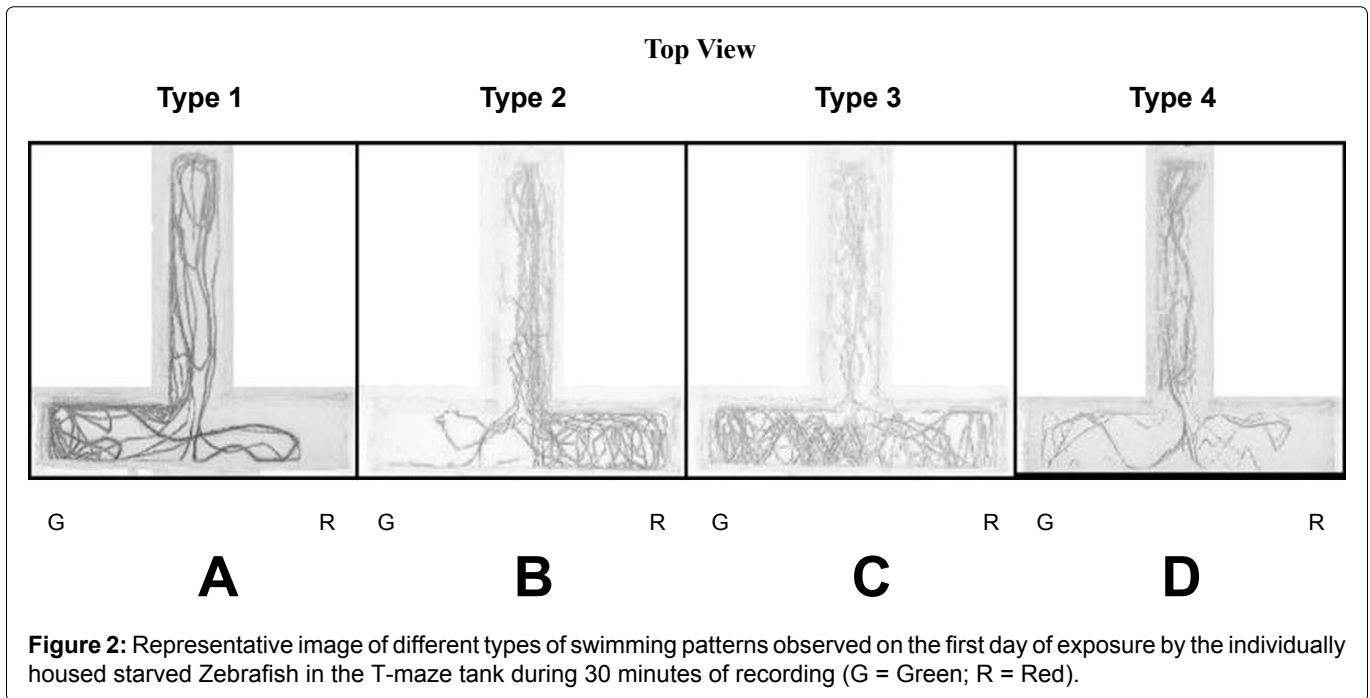 Top View
Type 1 Type 2 Type 3 Type 4
G R G R G R G R
A B C D
Figure 2: Representative image of different types of swimming patterns observed on the first day of exposure by the individually
housed starved Zebrafish in the T-maze tank during 30 minutes of recording (G = Green; R = Red).